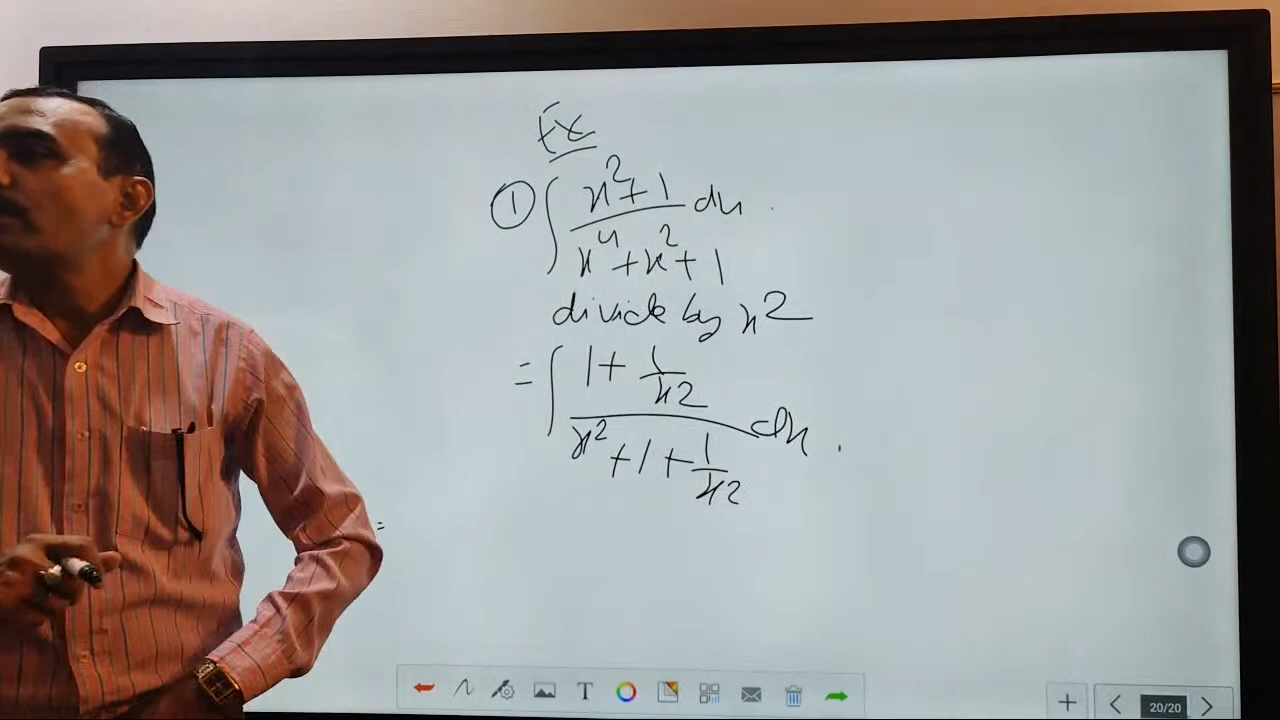 Ex
① ∫ x²+1 / x⁴+x²+1 dx .
divide by x²
= ∫ 1 + 1/x² / x²+1+1/x² dx .
=
T
20/20